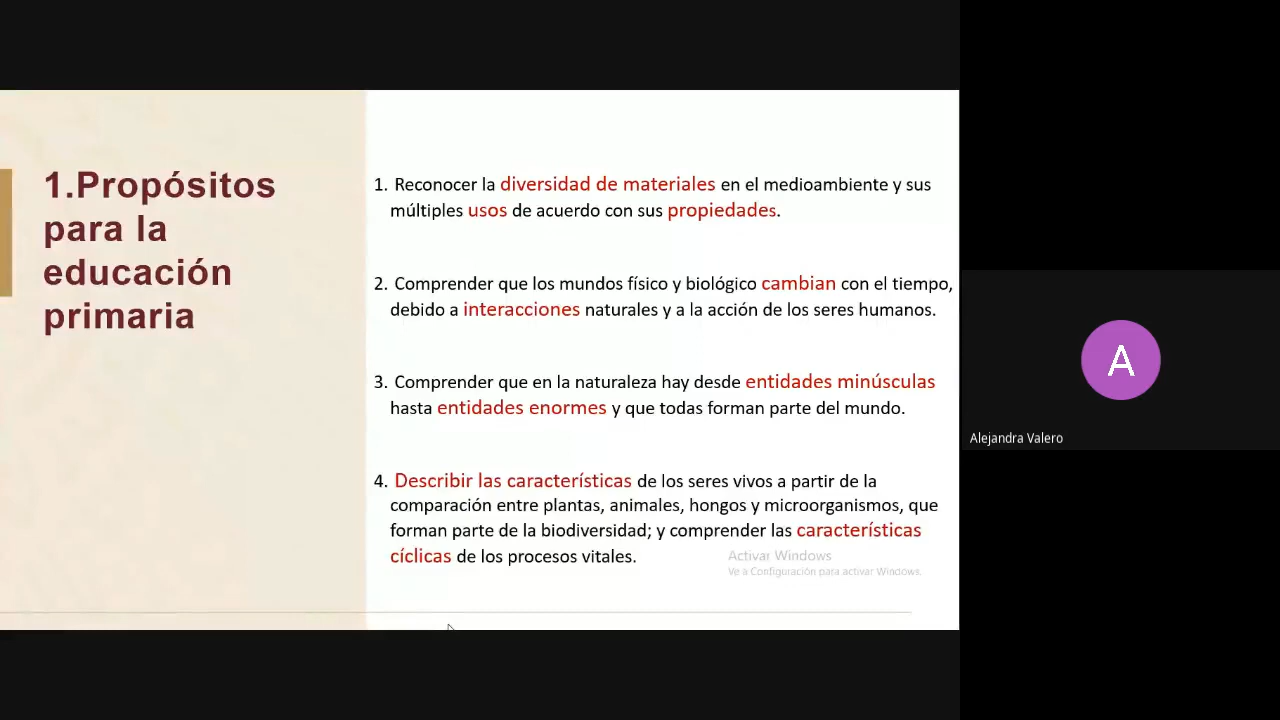 1.Propósitos
para la
educación
primaria
1. Reconocer la diversidad de materiales en el medioambiente y sus
múltiples usos de acuerdo con sus propiedades.
2. Comprender que los mundos físico y biológico cambian con el tiempo,
debido a interacciones naturales y a la acción de los seres humanos.
3. Comprender que en la naturaleza hay desde entidades minúsculas
hasta entidades enormes y que todas forman parte del mundo.
4. Describir las características de los seres vivos a partir de la
comparación entre plantas, animales, hongos y microorganismos, que
forman parte de la biodiversidad; y comprender las características
cíclicas de los procesos vitales.
Activar Windows
Ve a Configuración para activar Windows.
A
Alejandra Valero